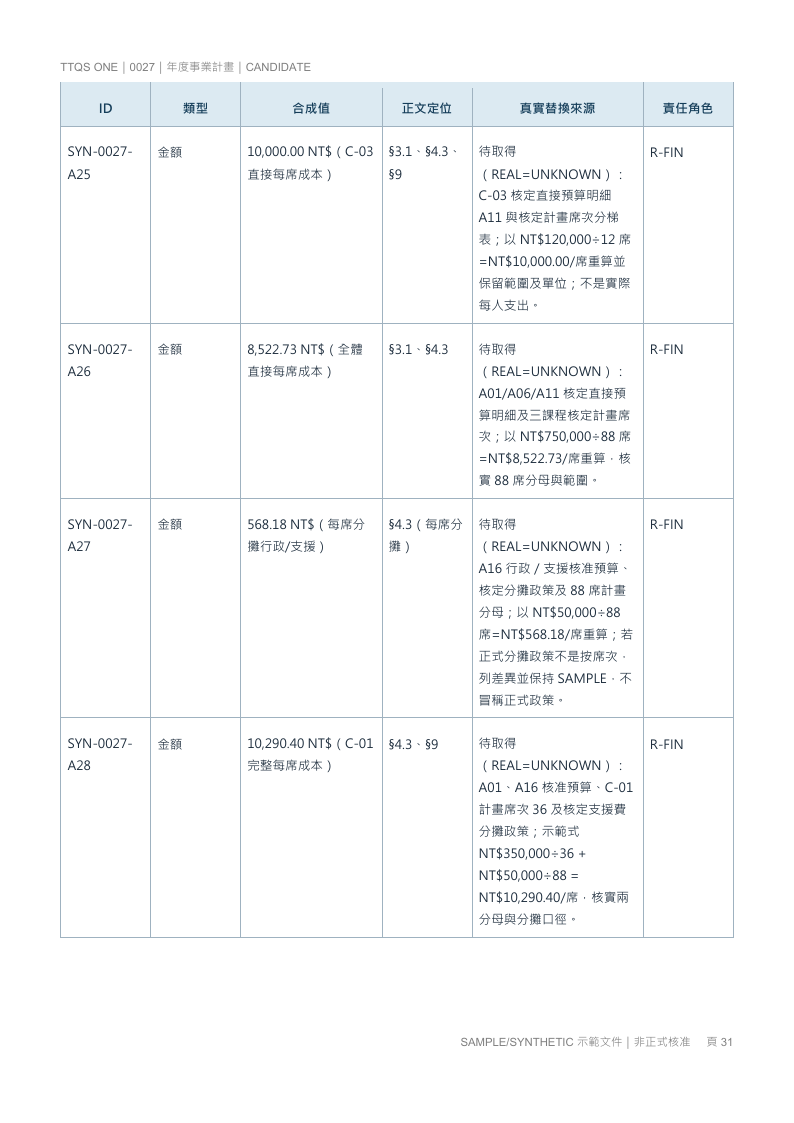 TTQS ONE｜0027｜年度事業計畫｜CANDIDATE
ID 類型 合成值 正文定位 真實替換來源 責任角色
SYN-0027-
A25
金額
10,000.00 NT$（C-03
直接每席成本）
§3.1、§4.3、
§9
待取得
（REAL=UNKNOWN）：
C-03 核定直接預算明細
A11 與核定計畫席次分梯
表；以 NT$120,000÷12 席
=NT$10,000.00/席重算並
保留範圍及單位；不是實際
每人支出。
R-FIN
SYN-0027-
A26
金額
8,522.73 NT$（全體
直接每席成本）
§3.1、§4.3
待取得
（REAL=UNKNOWN）：
A01/A06/A11 核定直接預
算明細及三課程核定計畫席
次；以 NT$750,000÷88 席
=NT$8,522.73/席重算，核
實 88 席分母與範圍。
R-FIN
SYN-0027-
A27
金額
568.18 NT$（每席分
攤行政/支援）
§4.3（每席分
攤）
待取得
（REAL=UNKNOWN）：
A16 行政／支援核准預算、
核定分攤政策及 88 席計畫
分母；以 NT$50,000÷88
席=NT$568.18/席重算；若
正式分攤政策不是按席次，
列差異並保持 SAMPLE，不
冒稱正式政策。
R-FIN
SYN-0027-
A28
金額
10,290.40 NT$（C-01
完整每席成本）
§4.3、§9
待取得
（REAL=UNKNOWN）：
A01、A16 核准預算、C-01
計畫席次 36 及核定支援費
分攤政策；示範式
NT$350,000÷36 +
NT$50,000÷88 =
NT$10,290.40/席，核實兩
分母與分攤口徑。
R-FIN
SAMPLE/SYNTHETIC 示範文件｜非正式核准 頁 31